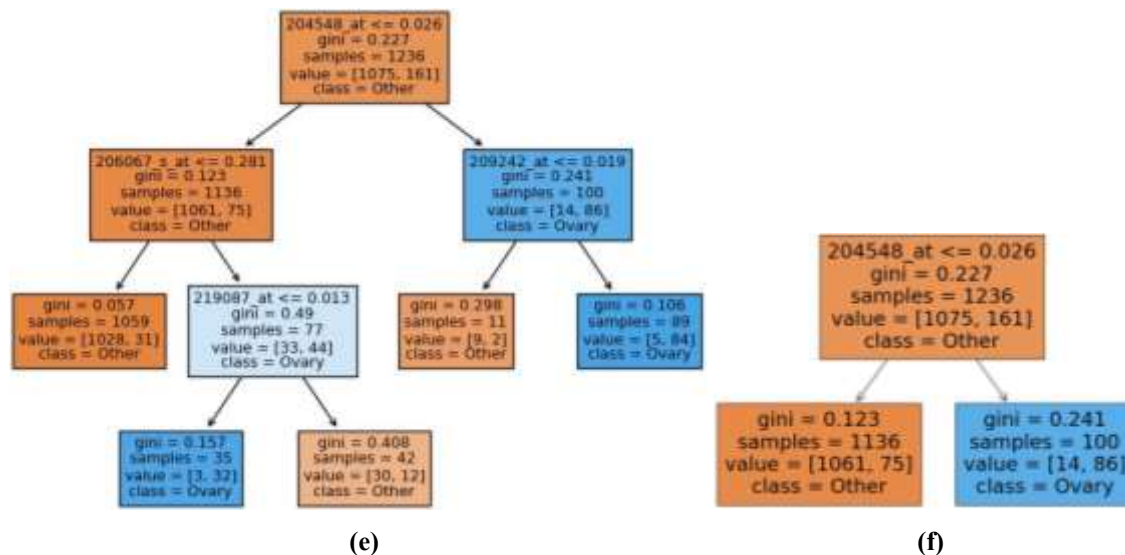 204548_at <= 0.026
gini = 0.227
samples = 1236
value = [1075, 161]
class = Other
206067_s_at <= 0.281
gini = 0.123
samples = 1136
value = [1061, 75]
class = Other
209242_at <= 0.019
gini = 0.241
samples = 100
value = [14, 86]
class = Ovary
gini = 0.057
samples = 1059
value = [1028, 31]
class = Other
219087_at <= 0.013
gini = 0.49
samples = 77
value = [33, 44]
class = Ovary
gini = 0.298
samples = 11
value = [9, 2]
class = Other
gini = 0.106
samples = 89
value = [5, 84]
class = Ovary
gini = 0.157
samples = 35
value = [3, 32]
class = Ovary
gini = 0.408
samples = 42
value = [30, 12]
class = Other
(e)
204548_at <= 0.026
gini = 0.227
samples = 1236
value = [1075, 161]
class = Other
gini = 0.123
samples = 1136
value = [1061, 75]
class = Other
gini = 0.241
samples = 100
value = [14, 86]
class = Ovary
(f)